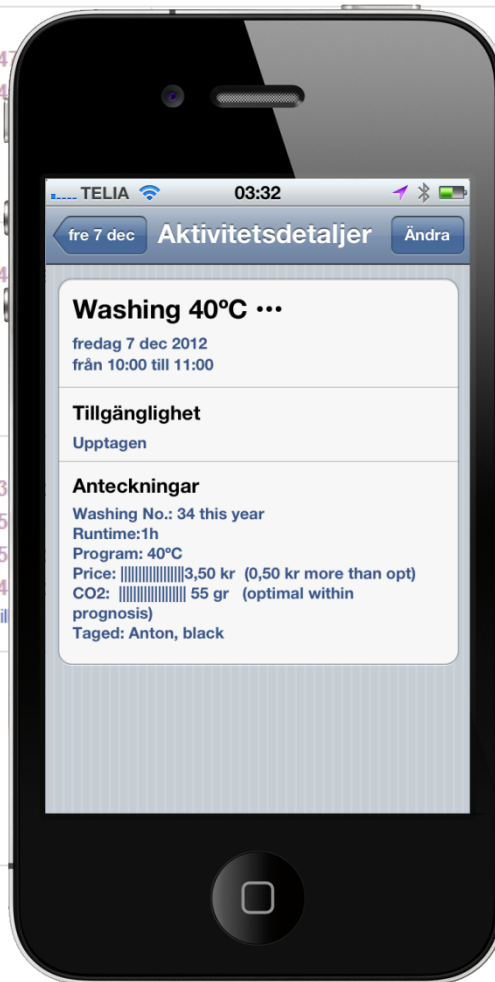 TELIA 03:32
fre 7 dec Aktivitetsdetaljer Ändra
Washing 40°C •••
fredag 7 dec 2012
från 10:00 till 11:00
Tillgänglighet
Upptagen
Anteckningar
Washing No.: 34 this year
Runtime:1h
Program: 40°C
Price: |||||||||||||||||||3,50 kr (0,50 kr more than opt)
CO2: |||||||||||||||||||| 55 gr (optimal within
prognosis)
Taged: Anton, black